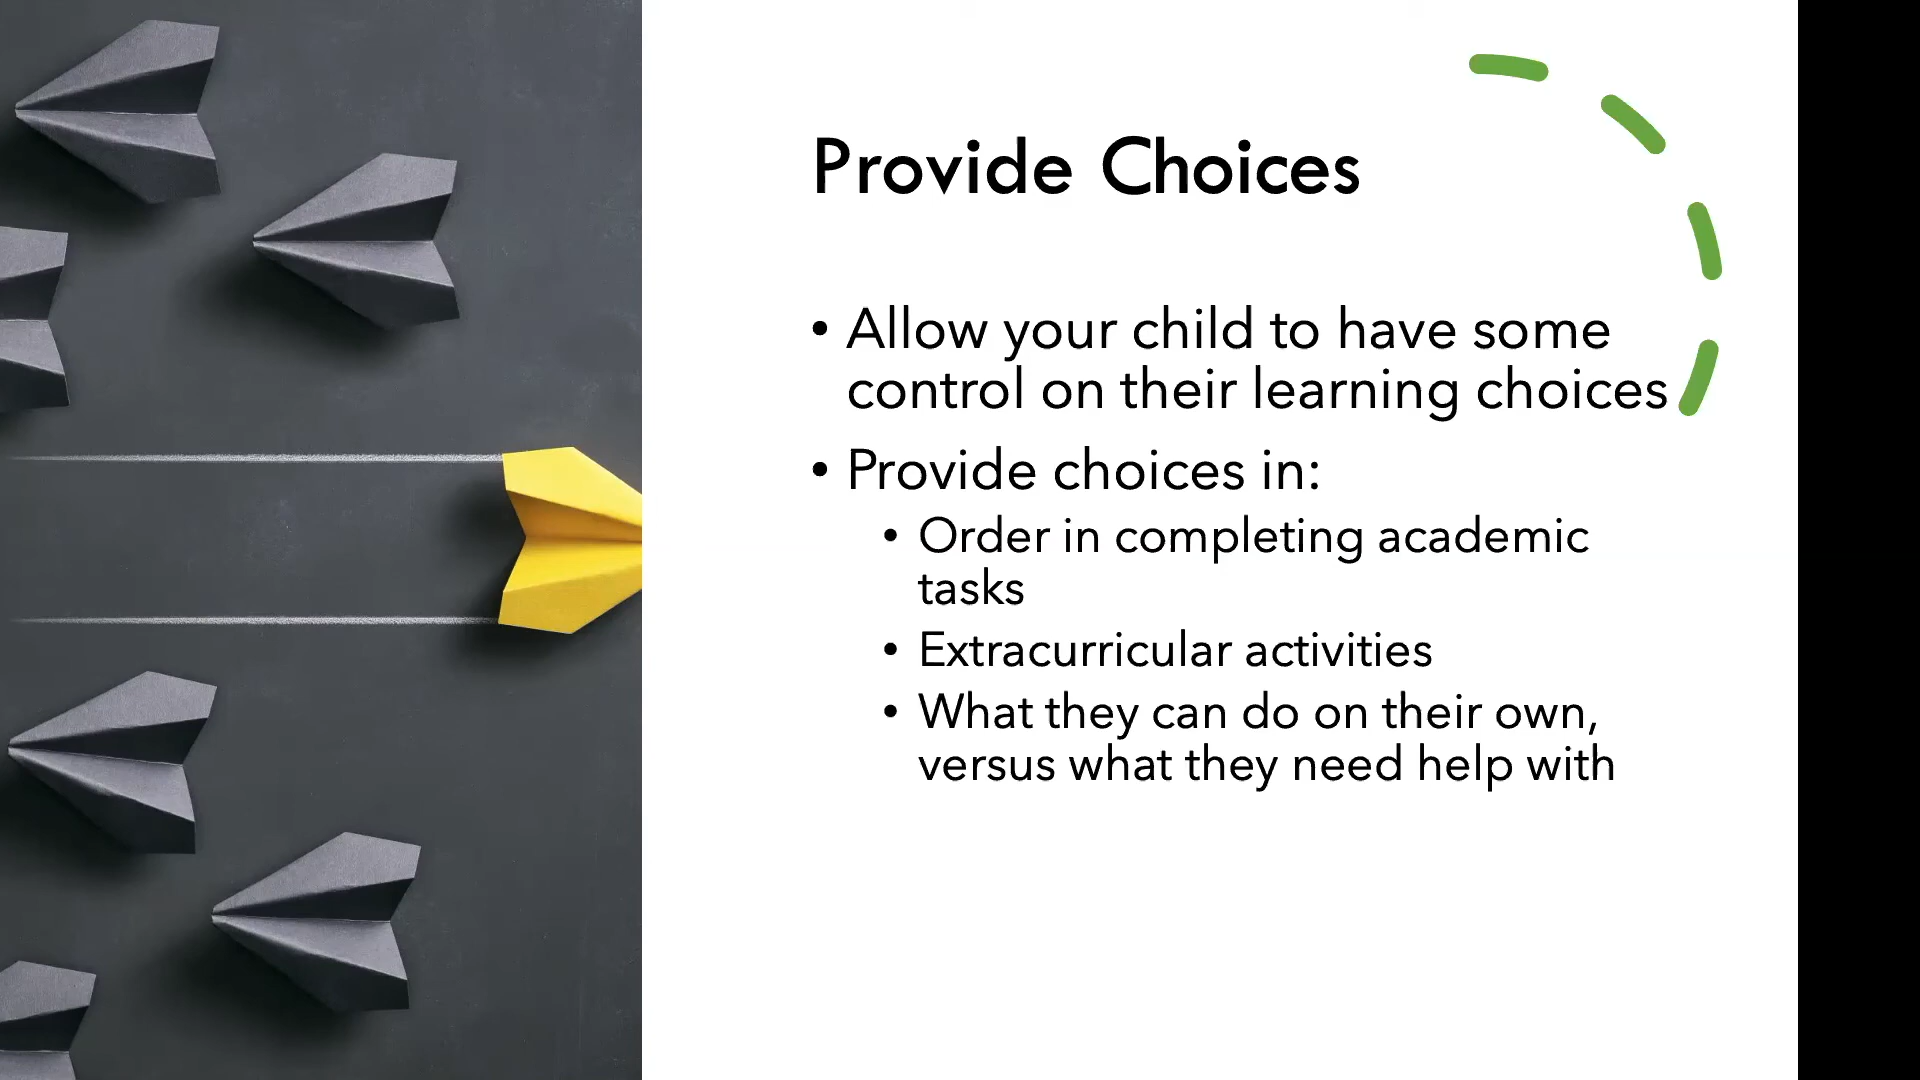 Provide Choices
• Allow your child to have some
control on their learning choices
• Provide choices in:
• Order in completing academic
tasks
• Extracurricular activities
• What they can do on their own,
versus what they need help with